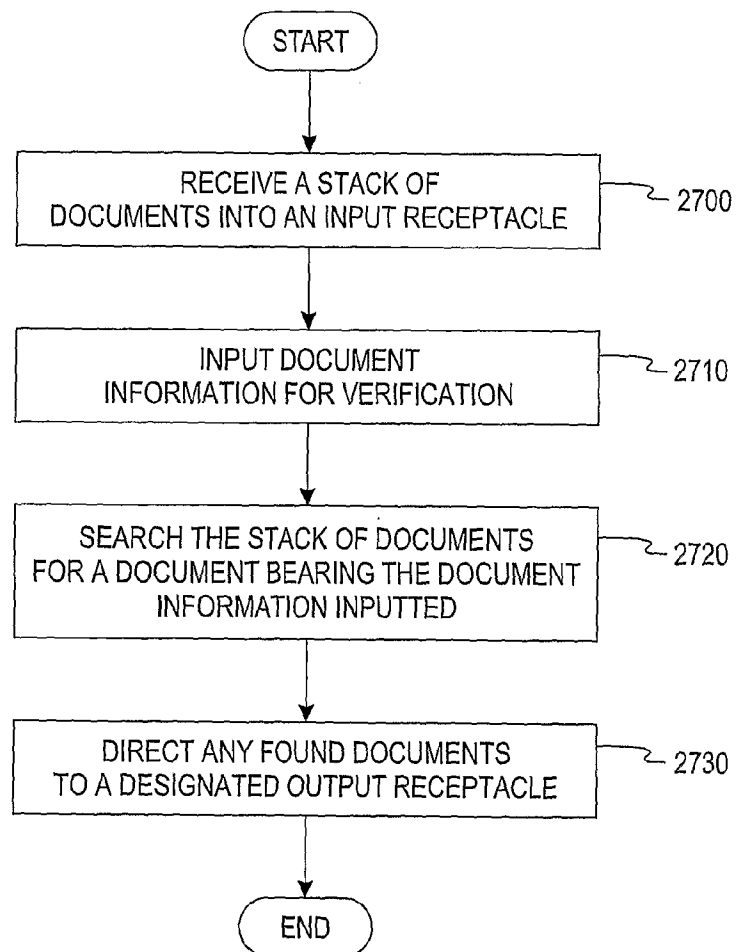 START
RECEIVE A STACK OF
DOCUMENTS INTO AN INPUT RECEPTACLE
2700
INPUT DOCUMENT
INFORMATION FOR VERIFICATION
2710
SEARCH THE STACK OF DOCUMENTS
FOR A DOCUMENT BEARING THE DOCUMENT
INFORMATION INPUTTED
2720
DIRECT ANY FOUND DOCUMENTS
TO A DESIGNATED OUTPUT RECEPTACLE
2730
END